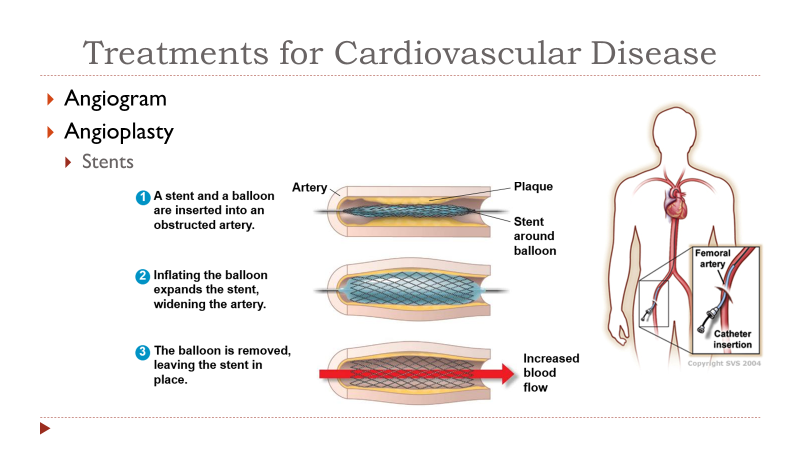 Treatments for Cardiovascular Disease
Angiogram
Angioplasty
Stents
1 A stent and a balloon
are inserted into an
obstructed artery.
Artery
Plaque
Stent
around
balloon
2 Inflating the balloon
expands the stent,
widening the artery.
3 The balloon is removed,
leaving the stent in
place.
Increased
blood
flow
Femoral
artery
Catheter
insertion
Copyright SVS 2004